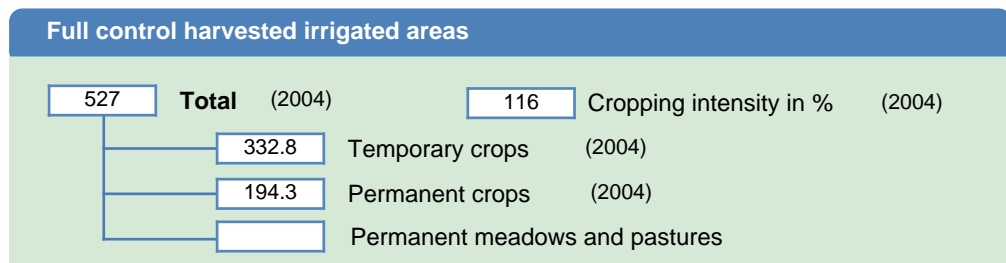 Full control harvested irrigated areas
527 Total (2004) 116 Cropping intensity in % (2004)
332.8 Temporary crops (2004)
194.3 Permanent crops (2004)
Permanent meadows and pastures